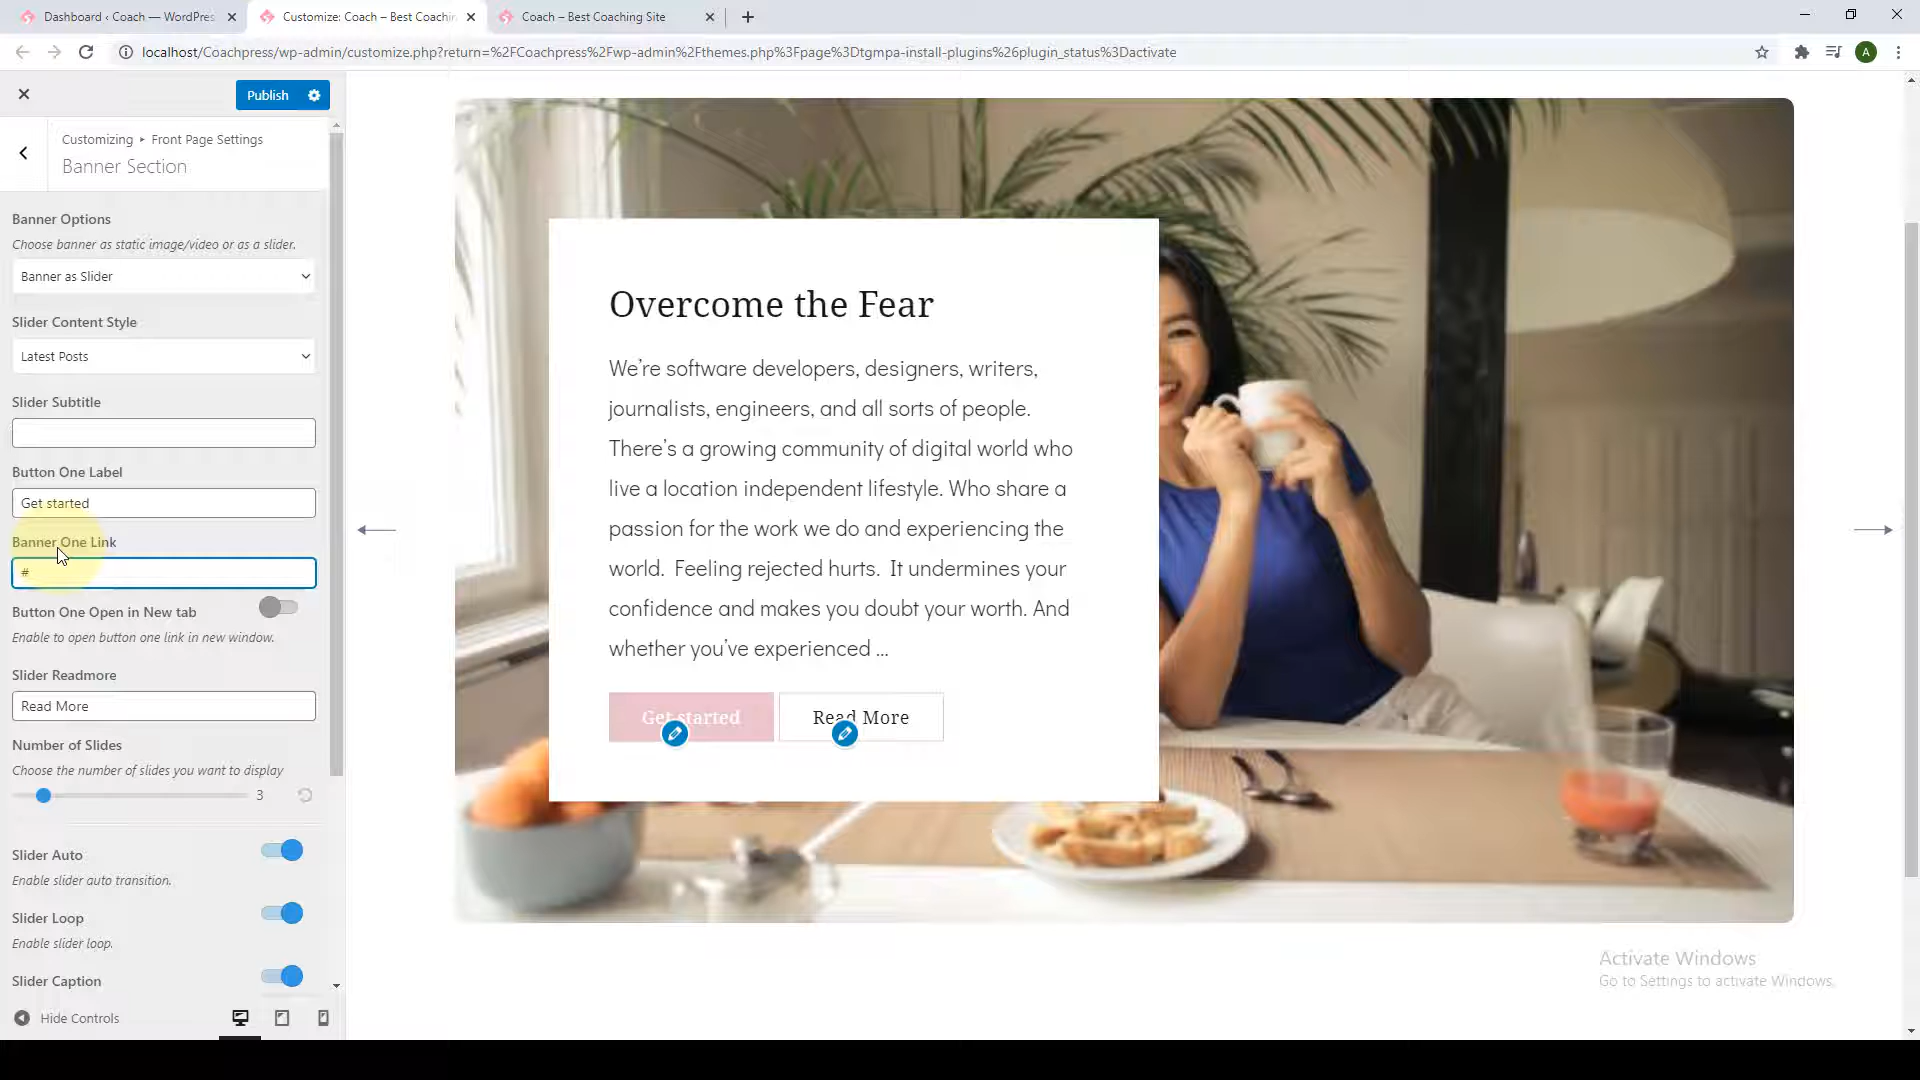 Dashboard ‹ Coach — WordPres
Customize: Coach – Best Coachin
Coach – Best Coaching Site
localhost/Coachpress/wp-admin/customize.php?return=%2FCoachpress%2Fwp-admin%2Fthemes.php%3Fpage%3Dtgmpa-install-plugins%26plugin_status%3Dactivate
A
Publish
Customizing ▸ Front Page Settings
Banner Section
Banner Options
Choose banner as static image/video or as a slider.
Banner as Slider
Slider Content Style
Latest Posts
Slider Subtitle
Button One Label
Get started
Banner One Link
#
Button One Open in New tab
Enable to open button one link in new window.
Slider Readmore
Read More
Number of Slides
Choose the number of slides you want to display
3
Slider Auto
Enable slider auto transition.
Slider Loop
Enable slider loop.
Slider Caption
Hide Controls
Overcome the Fear
We’re software developers, designers, writers,
journalists, engineers, and all sorts of people.
There’s a growing community of digital world who
live a location independent lifestyle. Who share a
passion for the work we do and experiencing the
world. Feeling rejected hurts. It undermines your
confidence and makes you doubt your worth. And
whether you’ve experienced ...
Get started
Read More
Activate Windows
Go to Settings to activate Windows.